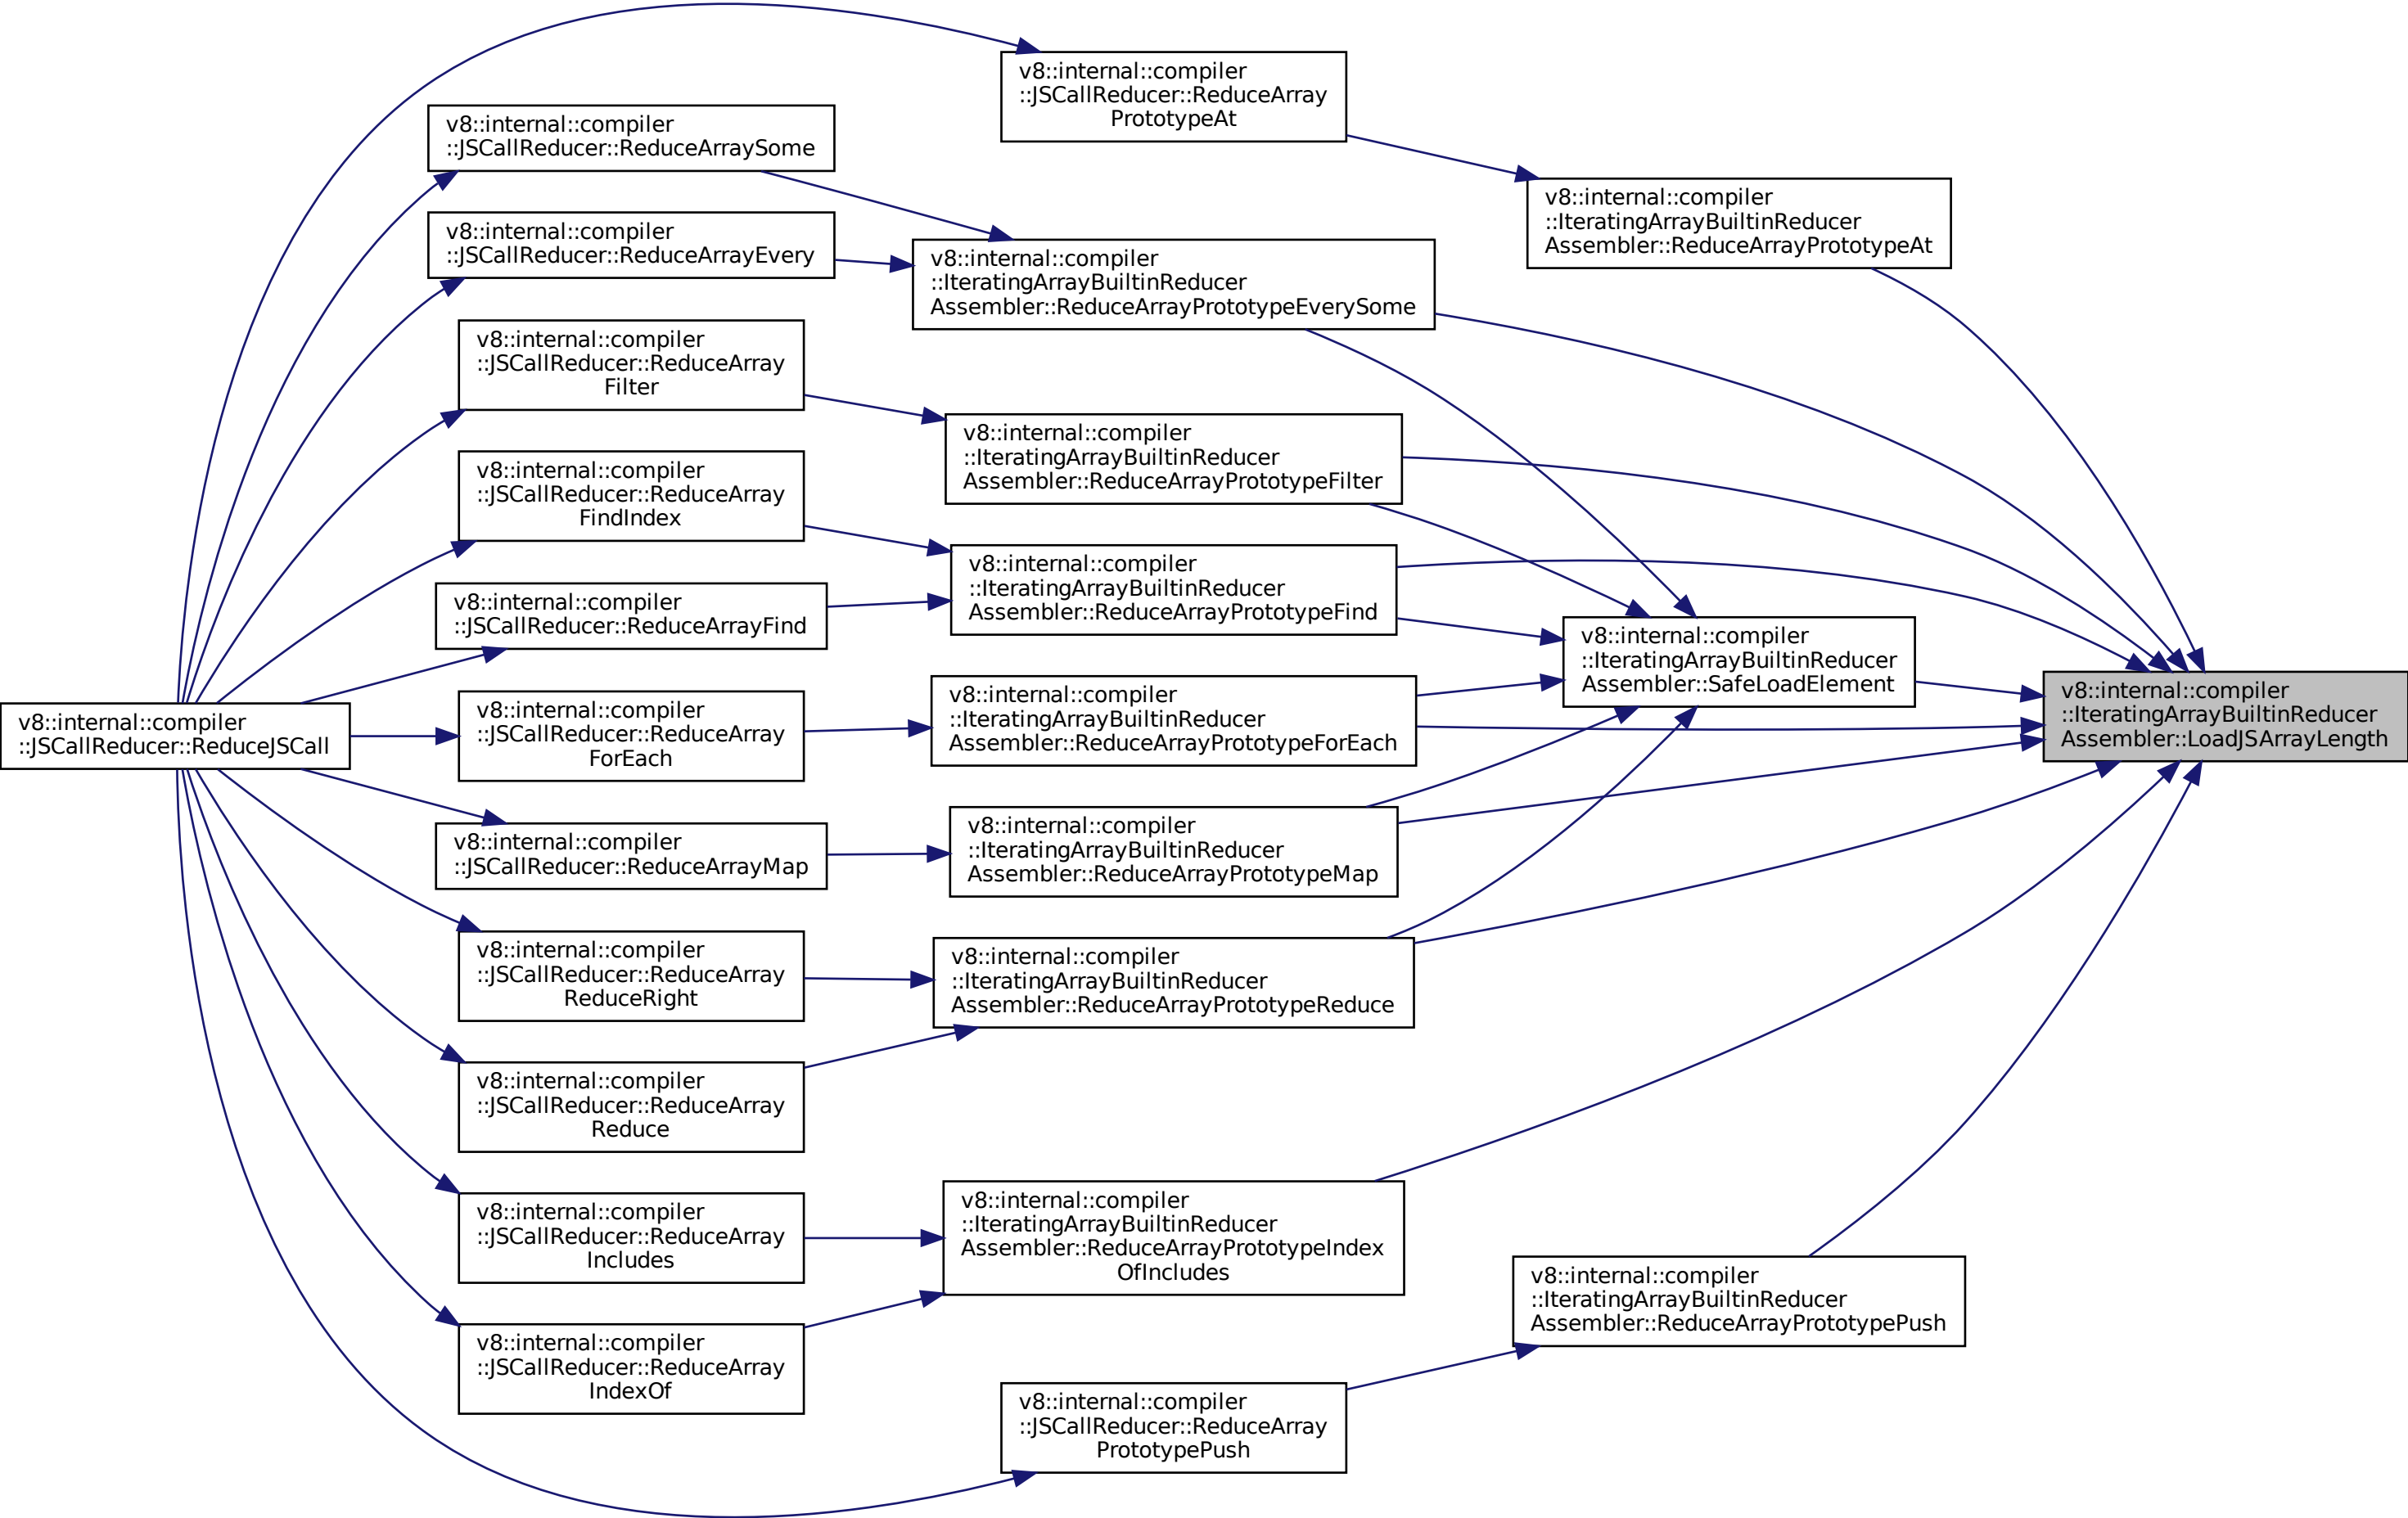 v8::internal::compiler
::JSCallReducer::ReduceJSCall
v8::internal::compiler
::JSCallReducer::ReduceArraySome
v8::internal::compiler
::JSCallReducer::ReduceArrayEvery
v8::internal::compiler
::JSCallReducer::ReduceArray
Filter
v8::internal::compiler
::JSCallReducer::ReduceArray
FindIndex
v8::internal::compiler
::JSCallReducer::ReduceArrayFind
v8::internal::compiler
::JSCallReducer::ReduceArray
ForEach
v8::internal::compiler
::JSCallReducer::ReduceArrayMap
v8::internal::compiler
::JSCallReducer::ReduceArray
ReduceRight
v8::internal::compiler
::JSCallReducer::ReduceArray
Reduce
v8::internal::compiler
::JSCallReducer::ReduceArray
Includes
v8::internal::compiler
::JSCallReducer::ReduceArray
IndexOf
v8::internal::compiler
::JSCallReducer::ReduceArray
PrototypeAt
v8::internal::compiler
::IteratingArrayBuiltinReducer
Assembler::ReduceArrayPrototypeEverySome
v8::internal::compiler
::IteratingArrayBuiltinReducer
Assembler::ReduceArrayPrototypeFilter
v8::internal::compiler
::IteratingArrayBuiltinReducer
Assembler::ReduceArrayPrototypeFind
v8::internal::compiler
::IteratingArrayBuiltinReducer
Assembler::ReduceArrayPrototypeForEach
v8::internal::compiler
::IteratingArrayBuiltinReducer
Assembler::ReduceArrayPrototypeMap
v8::internal::compiler
::IteratingArrayBuiltinReducer
Assembler::ReduceArrayPrototypeReduce
v8::internal::compiler
::IteratingArrayBuiltinReducer
Assembler::ReduceArrayPrototypeIndex
OfIncludes
v8::internal::compiler
::JSCallReducer::ReduceArray
PrototypePush
v8::internal::compiler
::IteratingArrayBuiltinReducer
Assembler::ReduceArrayPrototypeAt
v8::internal::compiler
::IteratingArrayBuiltinReducer
Assembler::SafeLoadElement
v8::internal::compiler
::IteratingArrayBuiltinReducer
Assembler::ReduceArrayPrototypePush
v8::internal::compiler
::IteratingArrayBuiltinReducer
Assembler::LoadJSArrayLength